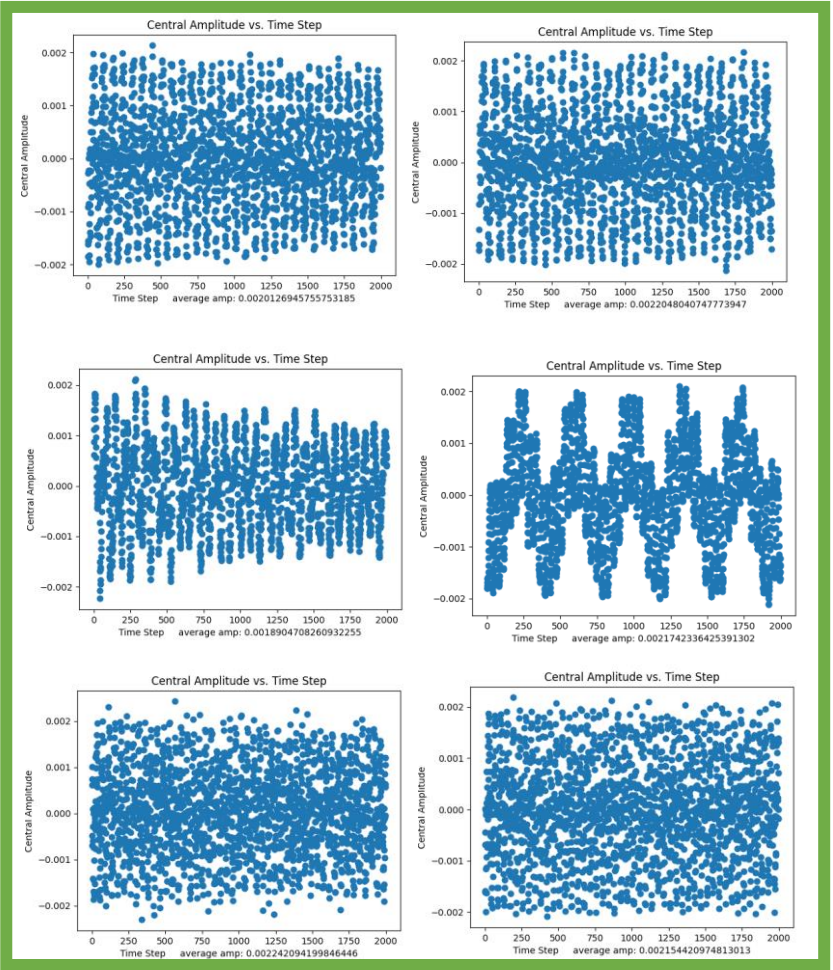 Central Amplitude vs. Time Step
0.002
0.001
0.000
−0.001
−0.002
Central Amplitude
0 250 500 750 1000 1250 1500 1750 2000
Time Step average amp: 0.0020126945755753185
Central Amplitude vs. Time Step
0.002
0.001
0.000
−0.001
−0.002
Central Amplitude
0 250 500 750 1000 1250 1500 1750 2000
Time Step average amp: 0.0022048040747773947
Central Amplitude vs. Time Step
0.002
0.001
0.000
−0.001
−0.002
Central Amplitude
0 250 500 750 1000 1250 1500 1750 2000
Time Step average amp: 0.0018904708260932255
Central Amplitude vs. Time Step
0.002
0.001
0.000
−0.001
−0.002
Central Amplitude
0 250 500 750 1000 1250 1500 1750 2000
Time Step average amp: 0.0021742336425391302
Central Amplitude vs. Time Step
0.002
0.001
0.000
−0.001
−0.002
Central Amplitude
0 250 500 750 1000 1250 1500 1750 2000
Time Step average amp: 0.002242094199846446
Central Amplitude vs. Time Step
0.002
0.001
0.000
−0.001
−0.002
Central Amplitude
0 250 500 750 1000 1250 1500 1750 2000
Time Step average amp: 0.002154420974813013